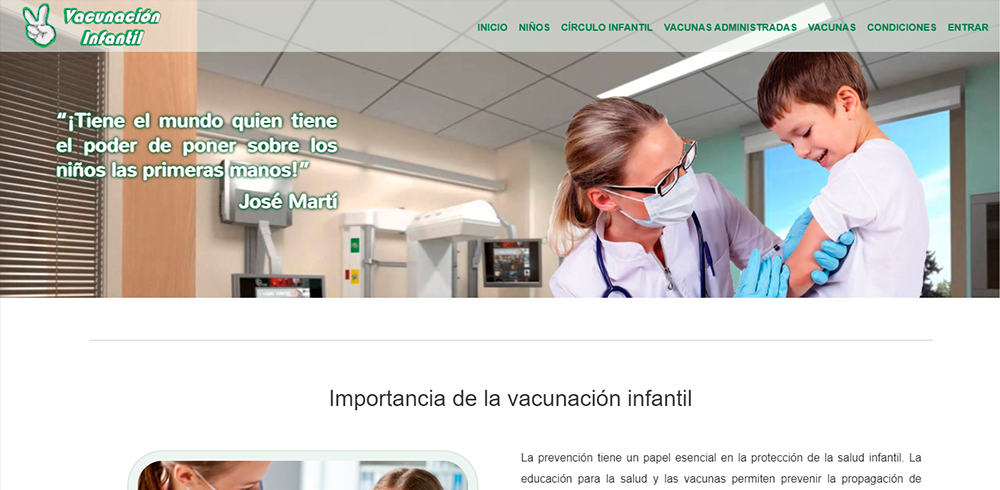 Vacunación
Infantil
INICIO NIÑOS CÍRCULO INFANTIL VACUNAS ADMINISTRADAS VACUNAS CONDICIONES ENTRAR
“¡Tiene el mundo quien tiene
el poder de poner sobre los
niños las primeras manos!”
José Martí
Importancia de la vacunación infantil
La prevención tiene un papel esencial en la protección de la salud infantil. La
educación para la salud y las vacunas permiten prevenir la propagación de